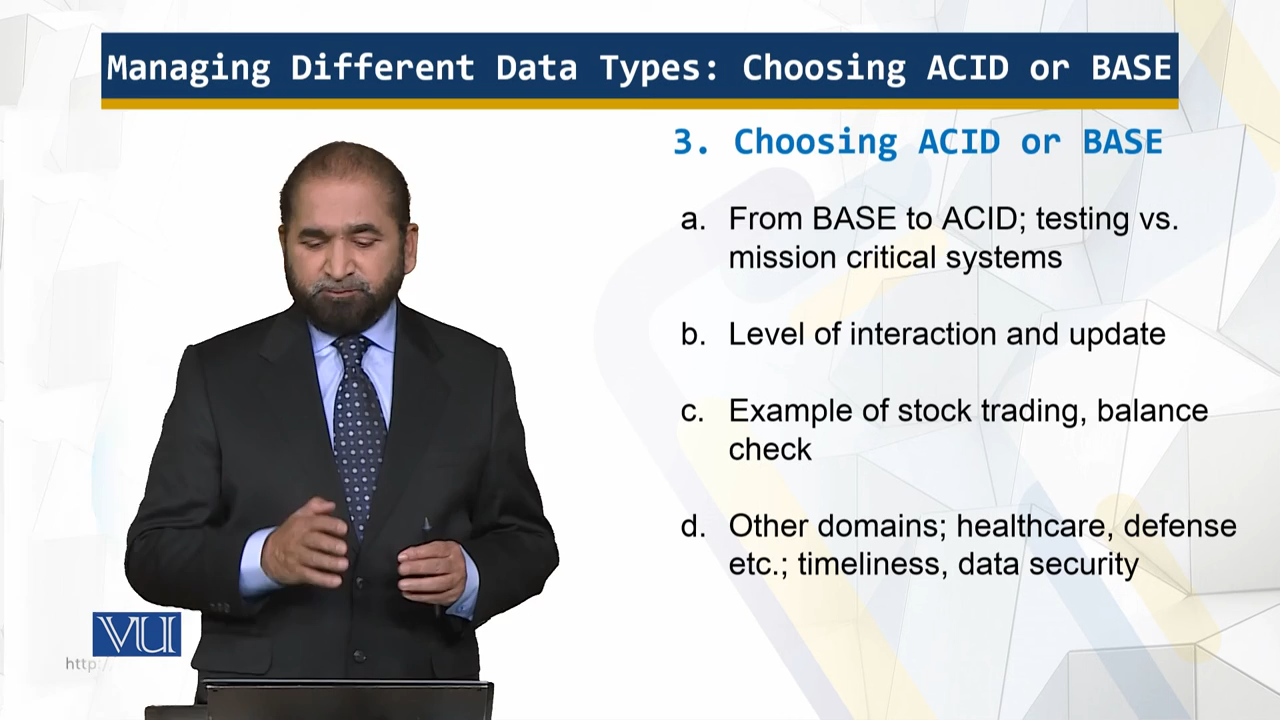 Managing Different Data Types: Choosing ACID or BASE
3. Choosing ACID or BASE
a. From BASE to ACID; testing vs.
mission critical systems
b. Level of interaction and update
c. Example of stock trading, balance
check
d. Other domains; healthcare, defense
etc.; timeliness, data security
VU
http: